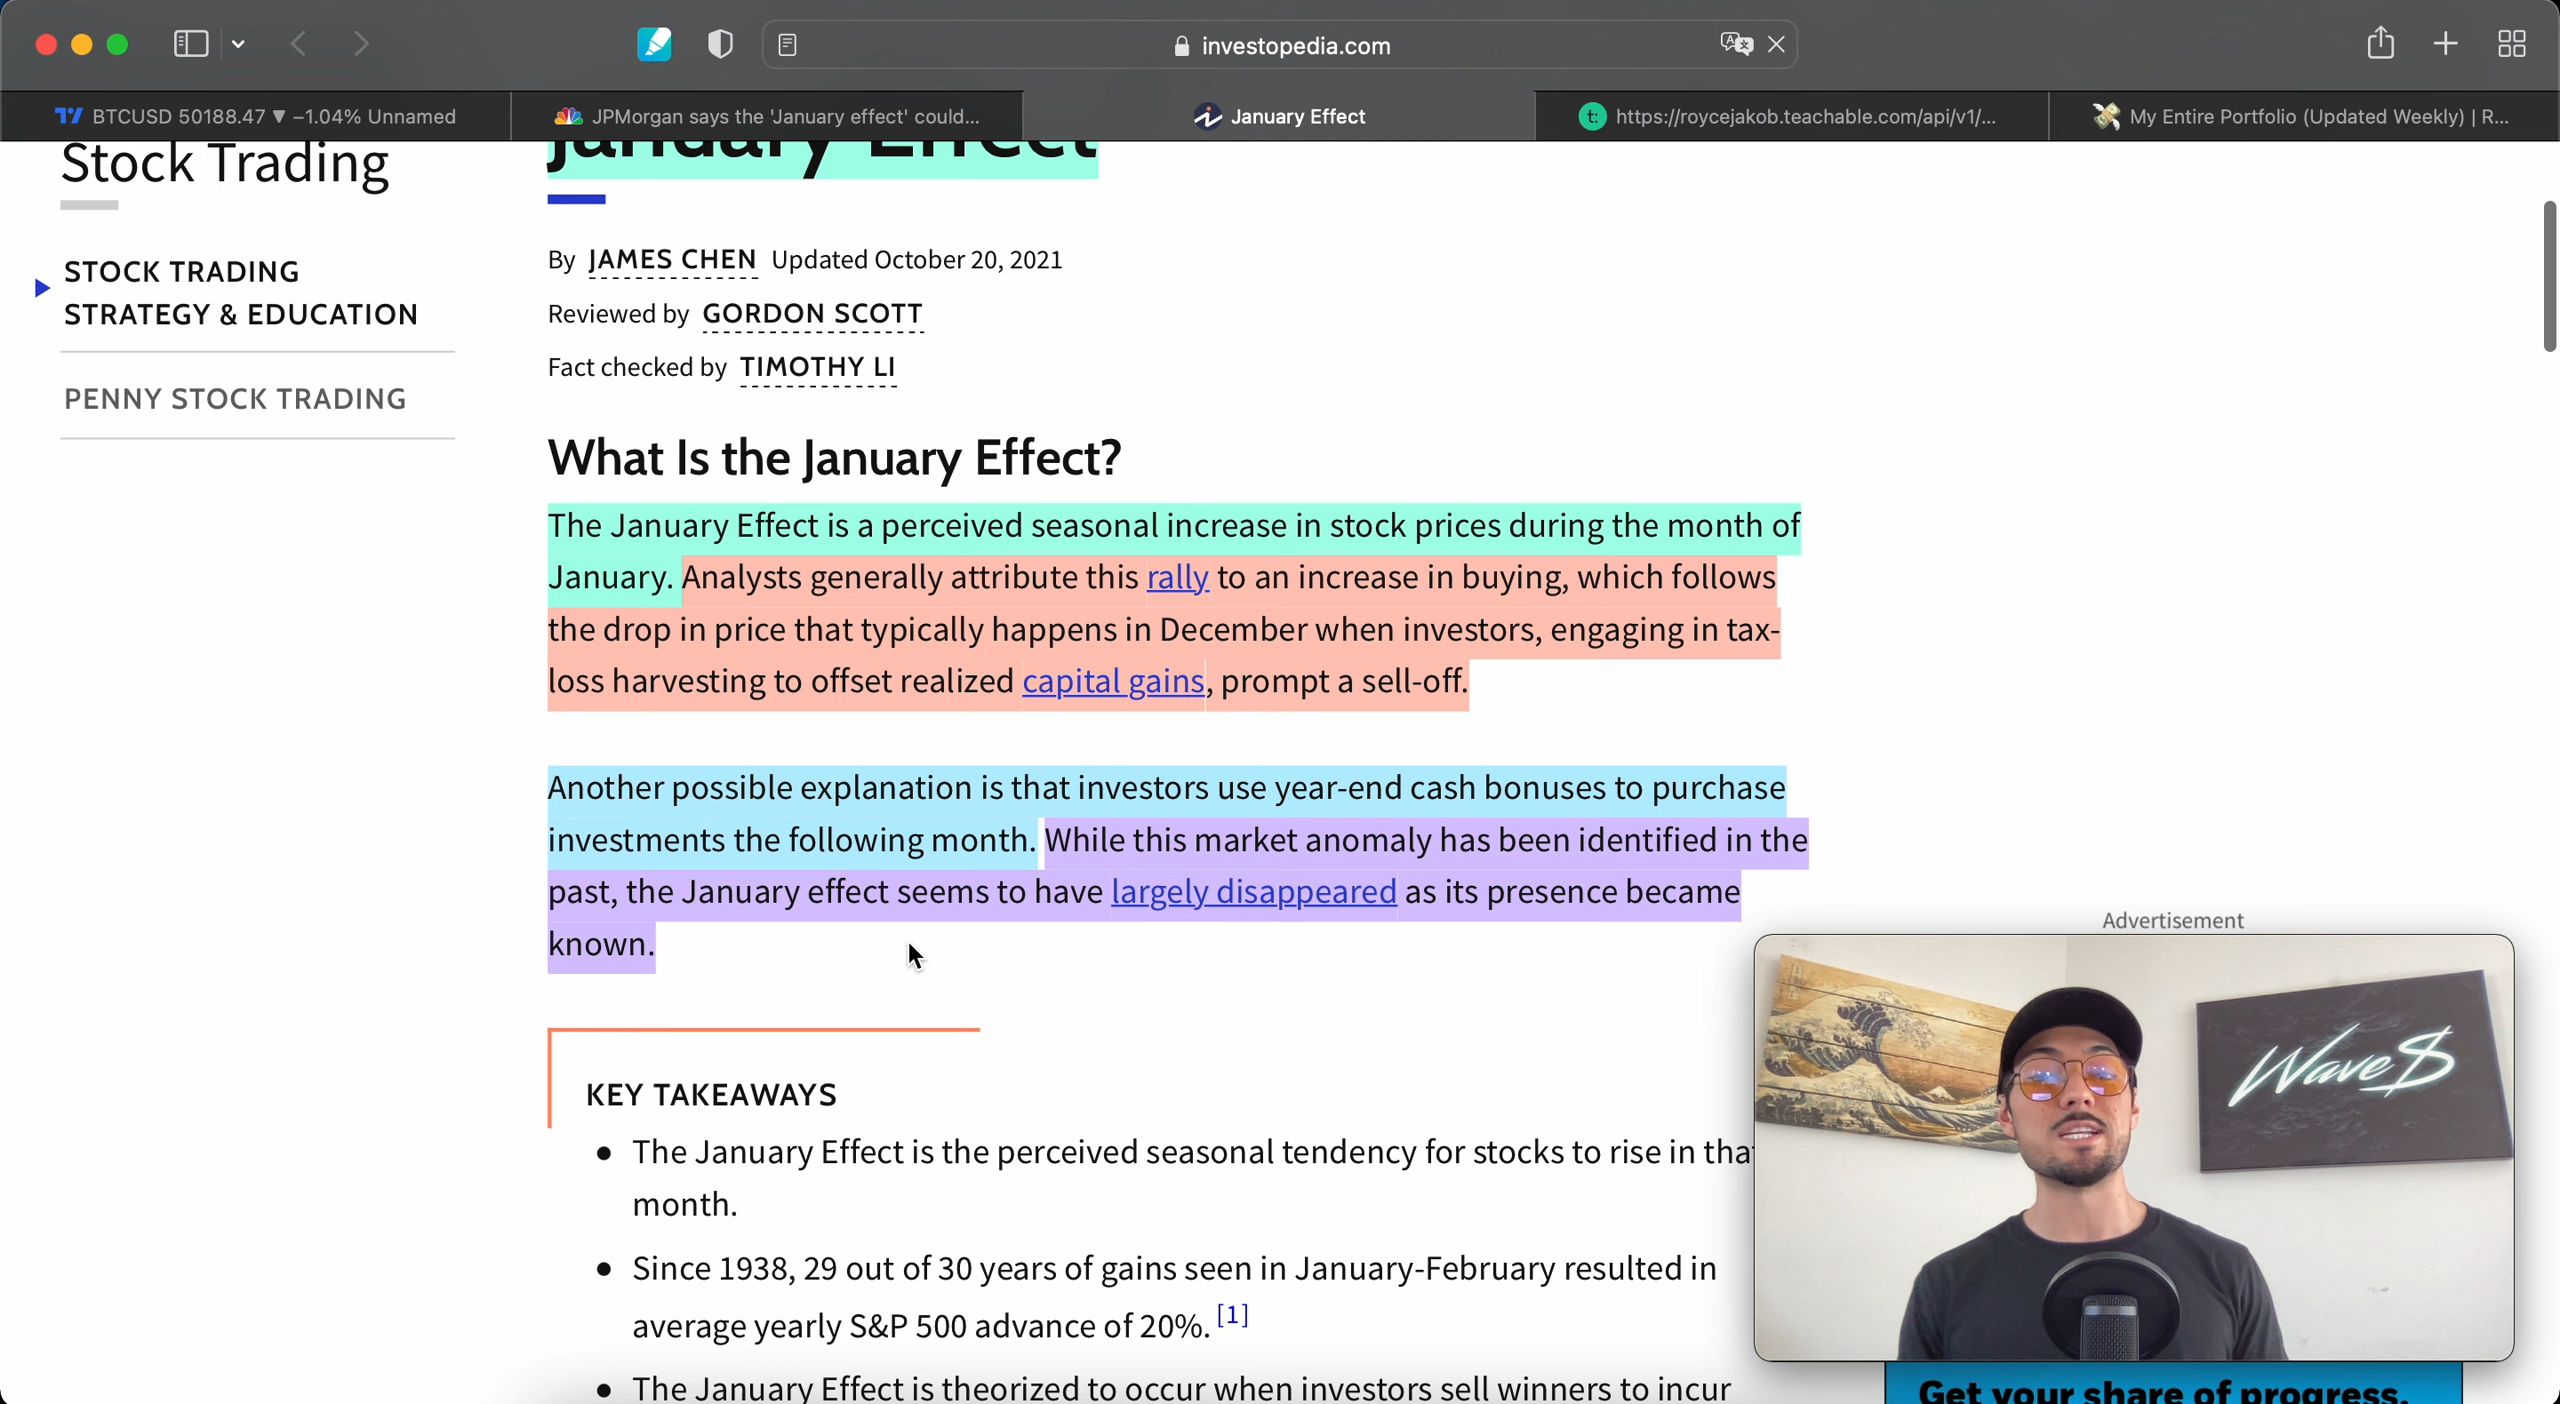 investopedia.com
BTCUSD 50188.47 ▼ −1.04% Unnamed
JPMorgan says the 'January effect' could...
January Effect
https://roycejakob.teachable.com/api/v1/...
My Entire Portfolio (Updated Weekly) | R...
Stock Trading
STOCK TRADING
STRATEGY & EDUCATION
PENNY STOCK TRADING
January Effect
By JAMES CHEN Updated October 20, 2021
Reviewed by GORDON SCOTT
Fact checked by TIMOTHY LI
What Is the January Effect?
The January Effect is a perceived seasonal increase in stock prices during the month of
January. Analysts generally attribute this rally to an increase in buying, which follows
the drop in price that typically happens in December when investors, engaging in tax-
loss harvesting to offset realized capital gains, prompt a sell-off.
Another possible explanation is that investors use year-end cash bonuses to purchase
investments the following month. While this market anomaly has been identified in the
past, the January effect seems to have largely disappeared as its presence became
known.
KEY TAKEAWAYS
• The January Effect is the perceived seasonal tendency for stocks to rise in that
month.
• Since 1938, 29 out of 30 years of gains seen in January-February resulted in
average yearly S&P 500 advance of 20%. [1]
• The January Effect is theorized to occur when investors sell winners to incur
Advertisement
Wave$
Get your share of progress.